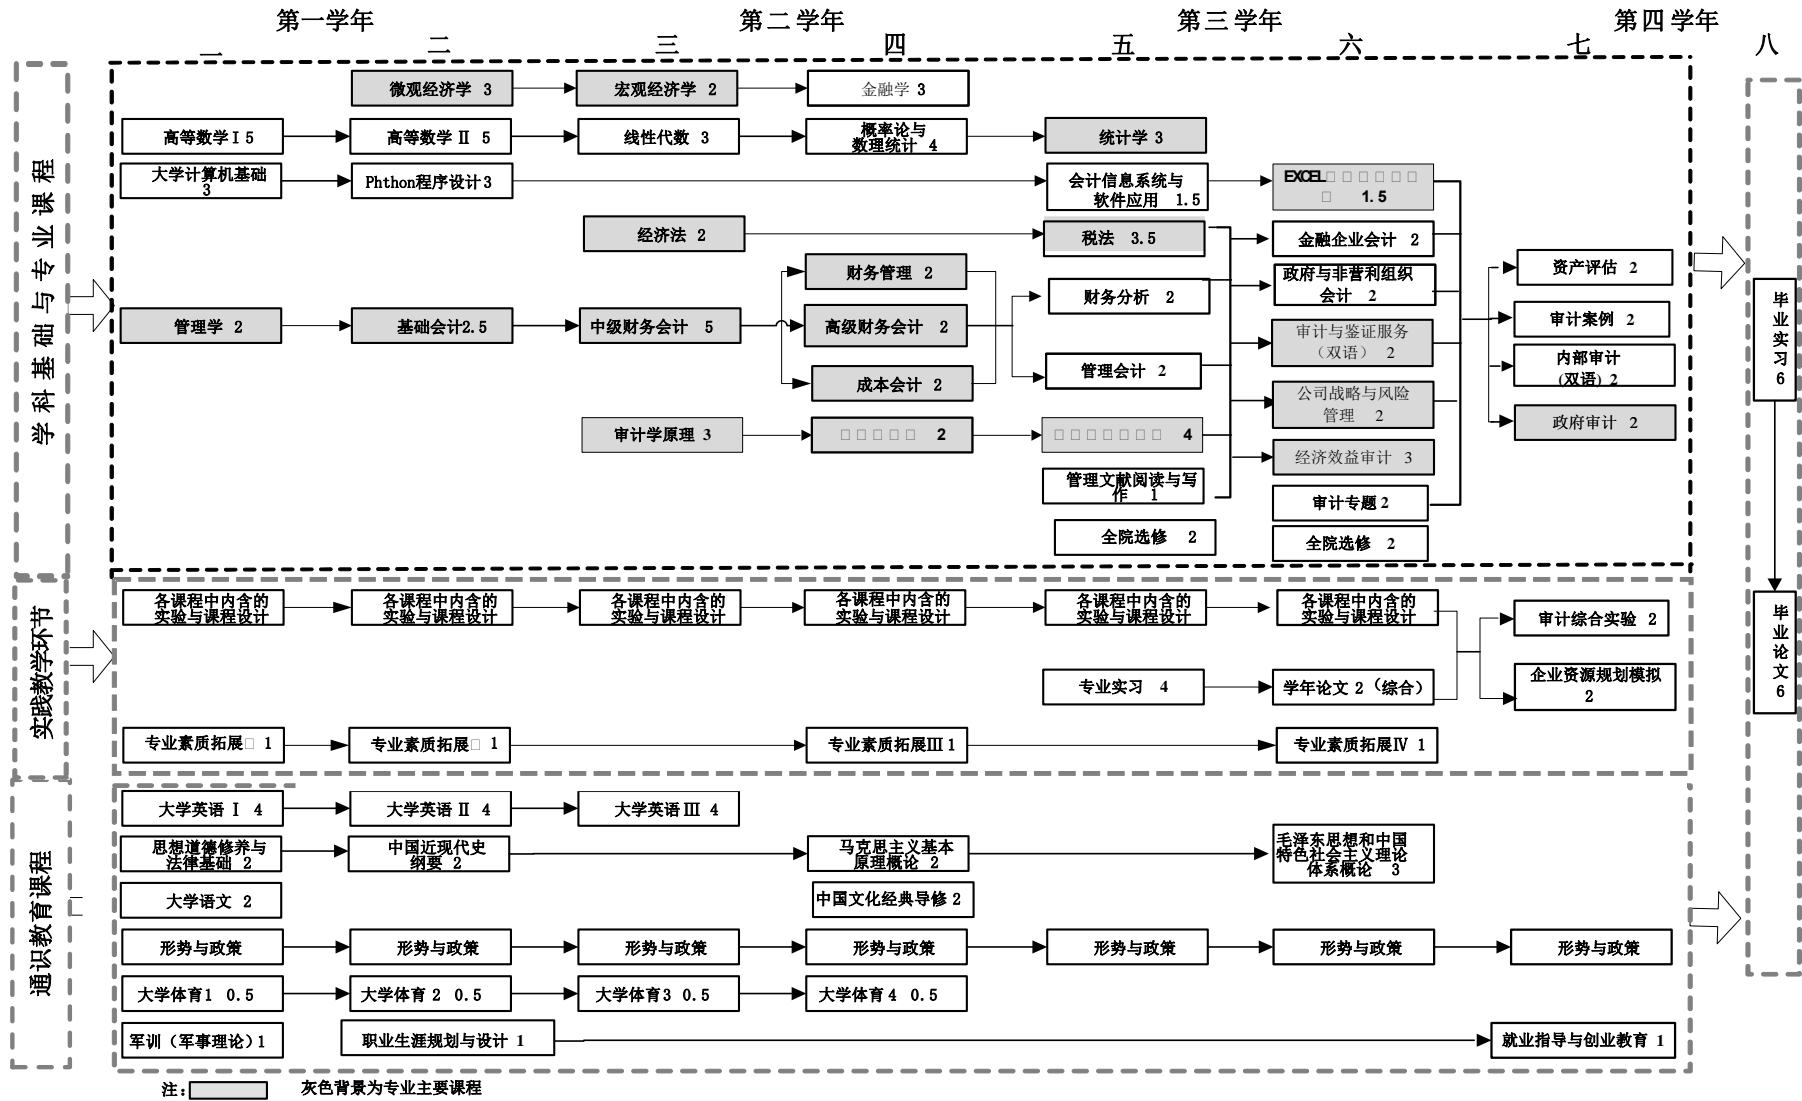 第一学年 第二学年 第三学年 第四学年
一 二 三 四 五 六 七 八
学科基础与专业课程
微观经济学 3
宏观经济学 2
金融学 3
高等数学Ⅰ 5
高等数学Ⅱ 5
线性代数 3
概率论与
数理统计 4
统计学 3
大学计算机基础
3
Phthon程序设计 3
会计信息系统与
软件应用 1.5
EXCEL□□□□□□□
□ 1.5
经济法 2
税法 3.5
金融企业会计 2
财务管理 2
财务分析 2
政府与非营利组织
会计 2
资产评估 2
管理学 2
基础会计2.5
中级财务会计 5
高级财务会计 2
审计与鉴证服务
（双语） 2
审计案例 2
成本会计 2
管理会计 2
公司战略与风险
管理 2
内部审计
(双语) 2
审计学原理 3
□□□□□ 2
□□□□□□□ 4
经济效益审计 3
政府审计 2
管理文献阅读与写
作 1
审计专题 2
全院选修 2
全院选修 2
毕业实习 6
毕业论文 6
实践教学环节
各课程中内含的
实验与课程设计
各课程中内含的
实验与课程设计
各课程中内含的
实验与课程设计
各课程中内含的
实验与课程设计
各课程中内含的
实验与课程设计
各课程中内含的
实验与课程设计
审计综合实验 2
专业实习 4
学年论文 2（综合）
企业资源规划模拟
2
专业素质拓展□ 1
专业素质拓展□ 1
专业素质拓展Ⅲ 1
专业素质拓展Ⅳ 1
通识教育课程
大学英语Ⅰ 4
大学英语Ⅱ 4
大学英语Ⅲ 4
思想道德修养与
法律基础 2
中国近现代史
纲要 2
马克思主义基本
原理概论 2
毛泽东思想和中国
特色社会主义理论
体系概论 3
大学语文 2
中国文化经典导修 2
形势与政策
形势与政策
形势与政策
形势与政策
形势与政策
形势与政策
形势与政策
大学体育1 0.5
大学体育 2 0.5
大学体育3 0.5
大学体育 4 0.5
军训（军事理论）1
职业生涯规划与设计 1
就业指导与创业教育 1
注：
灰色背景为专业主要课程